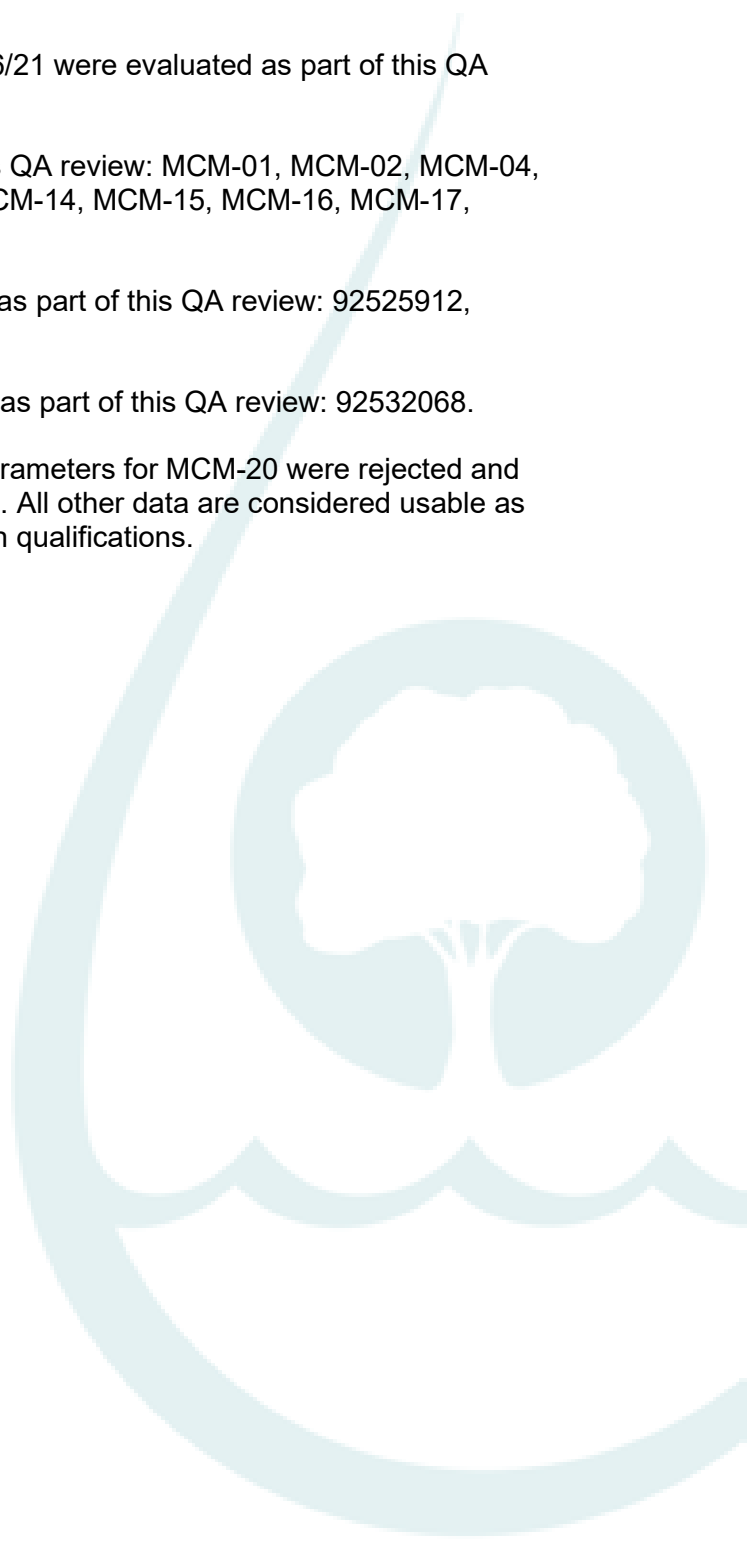 6/21 were evaluated as part of this QA
QA review: MCM-01, MCM-02, MCM-04,
CM-14, MCM-15, MCM-16, MCM-17,
as part of this QA review: 92525912,
as part of this QA review: 92532068.
rameters for MCM-20 were rejected and
. All other data are considered usable as
qualifications.